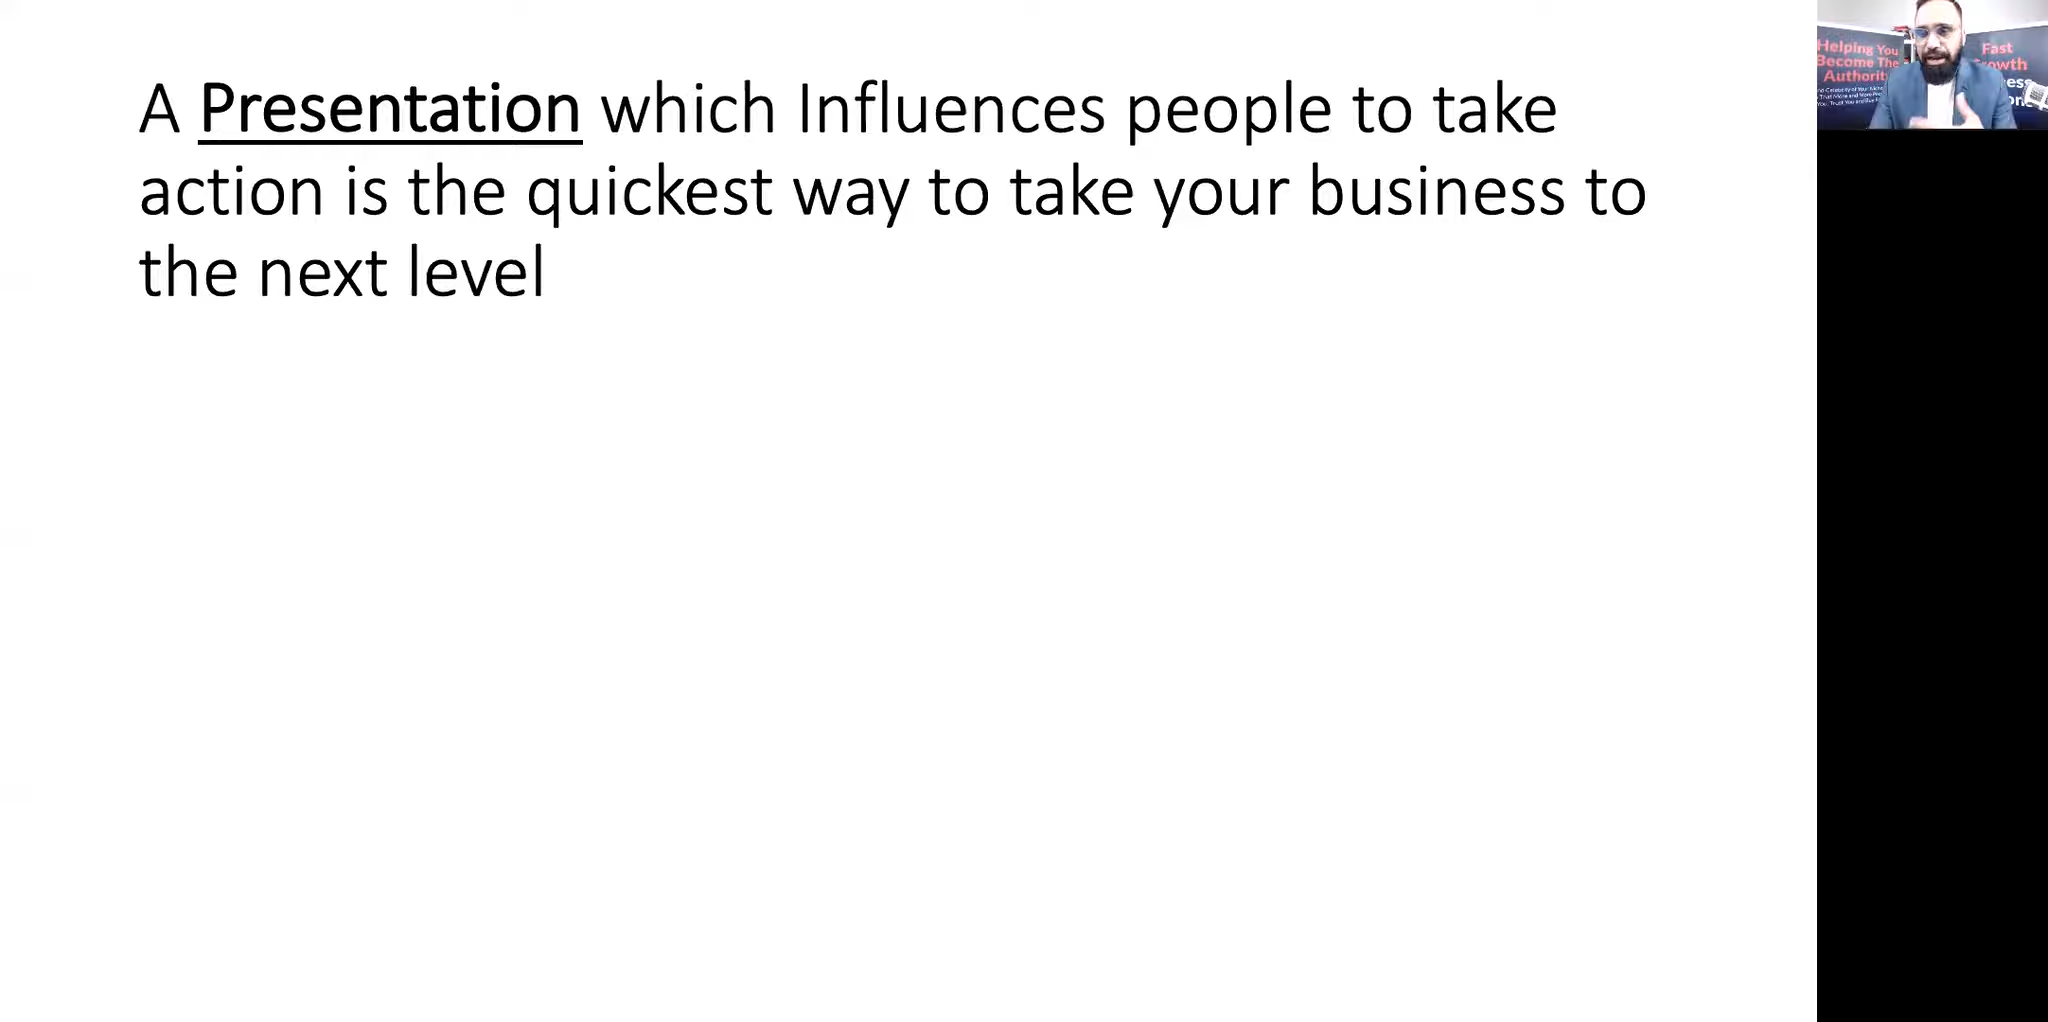 A Presentation which Influences people to take
action is the quickest way to take your business to
the next level
Helping You
Become The
Authority
Fast